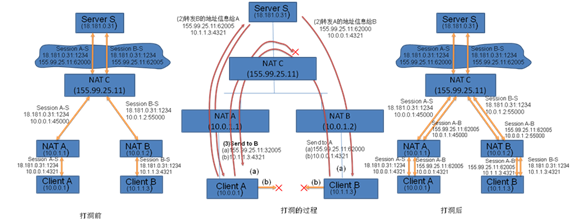 Server S
(18.181.0.31)
Session A-S
18.181.0.31:1234
155.99.25.11:62000
Session B-S
18.181.0.31:1234
155.99.25.11:62005
NAT C
(155.99.25.11)
Session A-S
18.181.0.31:1234
10.0.0.1:45000
Session B-S
18.181.0.31:1234
10.0.1.2:55000
NAT A
(10.0.1.1)
NAT B
(10.0.1.2)
Session A-S
18.181.0.31:1234
10.0.0.1:4321
Session B-S
18.181.0.31:1234
10.1.1.3:4321
Client A
(10.0.0.1)
Client B
(10.1.1.3)
打洞前
Server S
(18.181.0.31)
(2)转发B的地址信息给A
155.99.25.11:62005
10.1.1.3:4321
(2)转发A的地址信息给B
155.99.25.11:62000
10.0.0.1:4321
NAT C
(155.99.25.11)
NAT A
(10.0.1.1)
NAT B
(10.0.1.2)
(3)Send to B
(b)10.1.1.3:4321
Send to A
(a)155.99.25.11:62000
(b)10.0.0.1:4321
(a)
(a)
Client A
(10.0.0.1)
(b)
(b)
Client B
(10.1.1.3)
打洞的过程
Server S
(18.181.0.31)
Session A-S
18.181.0.31:1234
155.99.25.11:62000
Session B-S
18.181.0.31:1234
155.99.25.11:62005
NAT C
(155.99.25.11)
Session A-S
18.181.0.31:1234
10.0.0.1:45000
Session B-S
18.181.0.31:1234
10.0.1.2:55000
Session A-B
155.99.25.11:62005
Session A-B
NAT A
(10.0.1.1)
NAT B
(10.0.1.2)
Session A-S
18.181.0.31:1234
10.0.0.1:4321
Session A-B
155.99.25.11:62005
10.0.0.1:4321
Session B-S
18.181.0.31:1234
10.1.1.3:4321
Client A
(10.0.0.1)
Client B
(10.1.1.3)
打洞后